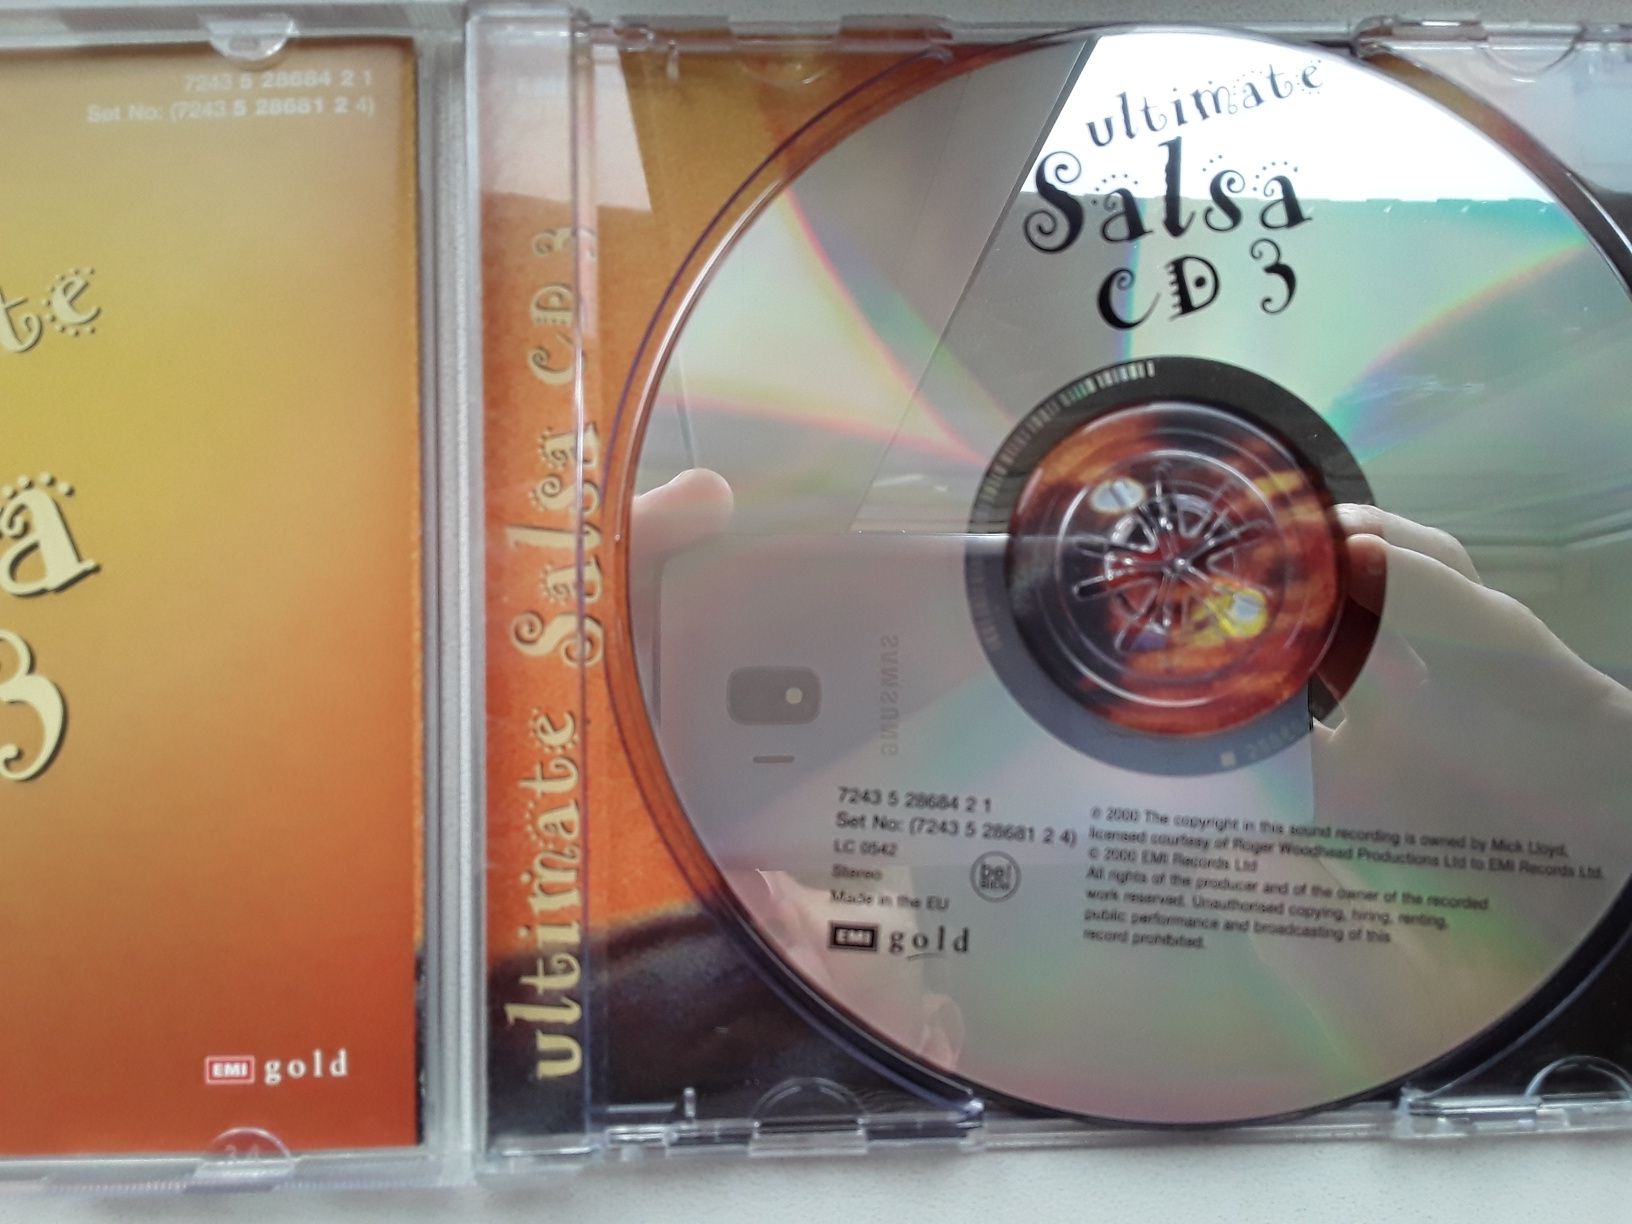 7243 5 28684 2 1
Set No: (7243 5 28681 2 4)
te
a
3
EMI gold
ultimate Salsa CD 3
ultimate
Salsa
CD 3
SAMSUNG
7243 5 28684 2 1
Set No: (7243 5 28681 2 4)
LC 0542
Stereo
Made in the EU
EMI gold
℗ 2000 The copyright in this sound recording is owned by Mick Lloyd,
licensed courtesy of Roger Woodhead Productions Ltd to EMI Records Ltd.
© 2000 EMI Records Ltd
All rights of the producer and of the owner of the recorded
work reserved. Unauthorised copying, hiring, renting,
public performance and broadcasting of this
record prohibited.